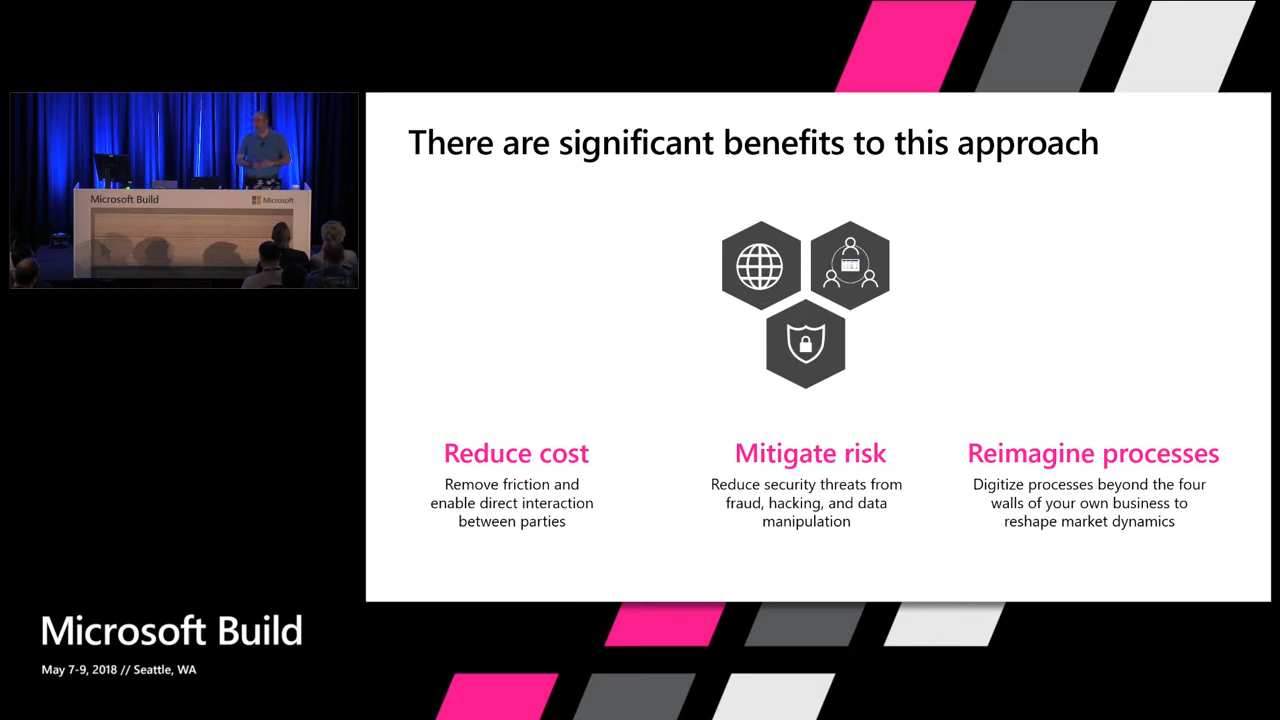 Microsoft Build
Microsoft
There are significant benefits to this approach
Reduce cost
Remove friction and
enable direct interaction
between parties
Mitigate risk
Reduce security threats from
fraud, hacking, and data
manipulation
Reimagine processes
Digitize processes beyond the four
walls of your own business to
reshape market dynamics
Microsoft Build
May 7-9, 2018 // Seattle, WA